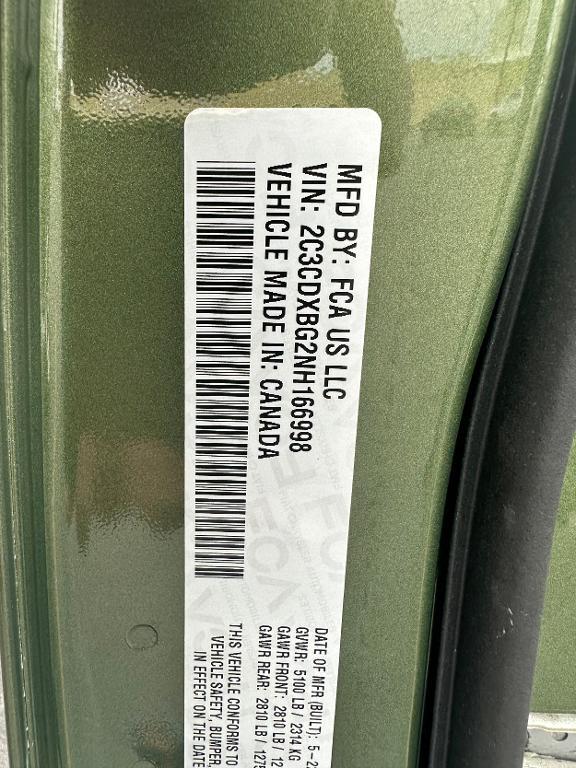 MFD BY: FCA US LLC
VIN: 2C3CDXBG2NH166998
VEHICLE MADE IN: CANADA
DATE OF MFR (BUILT): 5-2
GVWR: 5100 LB / 2314 KG
GAWR FRONT: 2810 LB / 12
GAWR REAR: 2810 LB / 1275
THIS VEHICLE CONFORMS TO
VEHICLE SAFETY, BUMPER,
IN EFFECT ON THE DATE